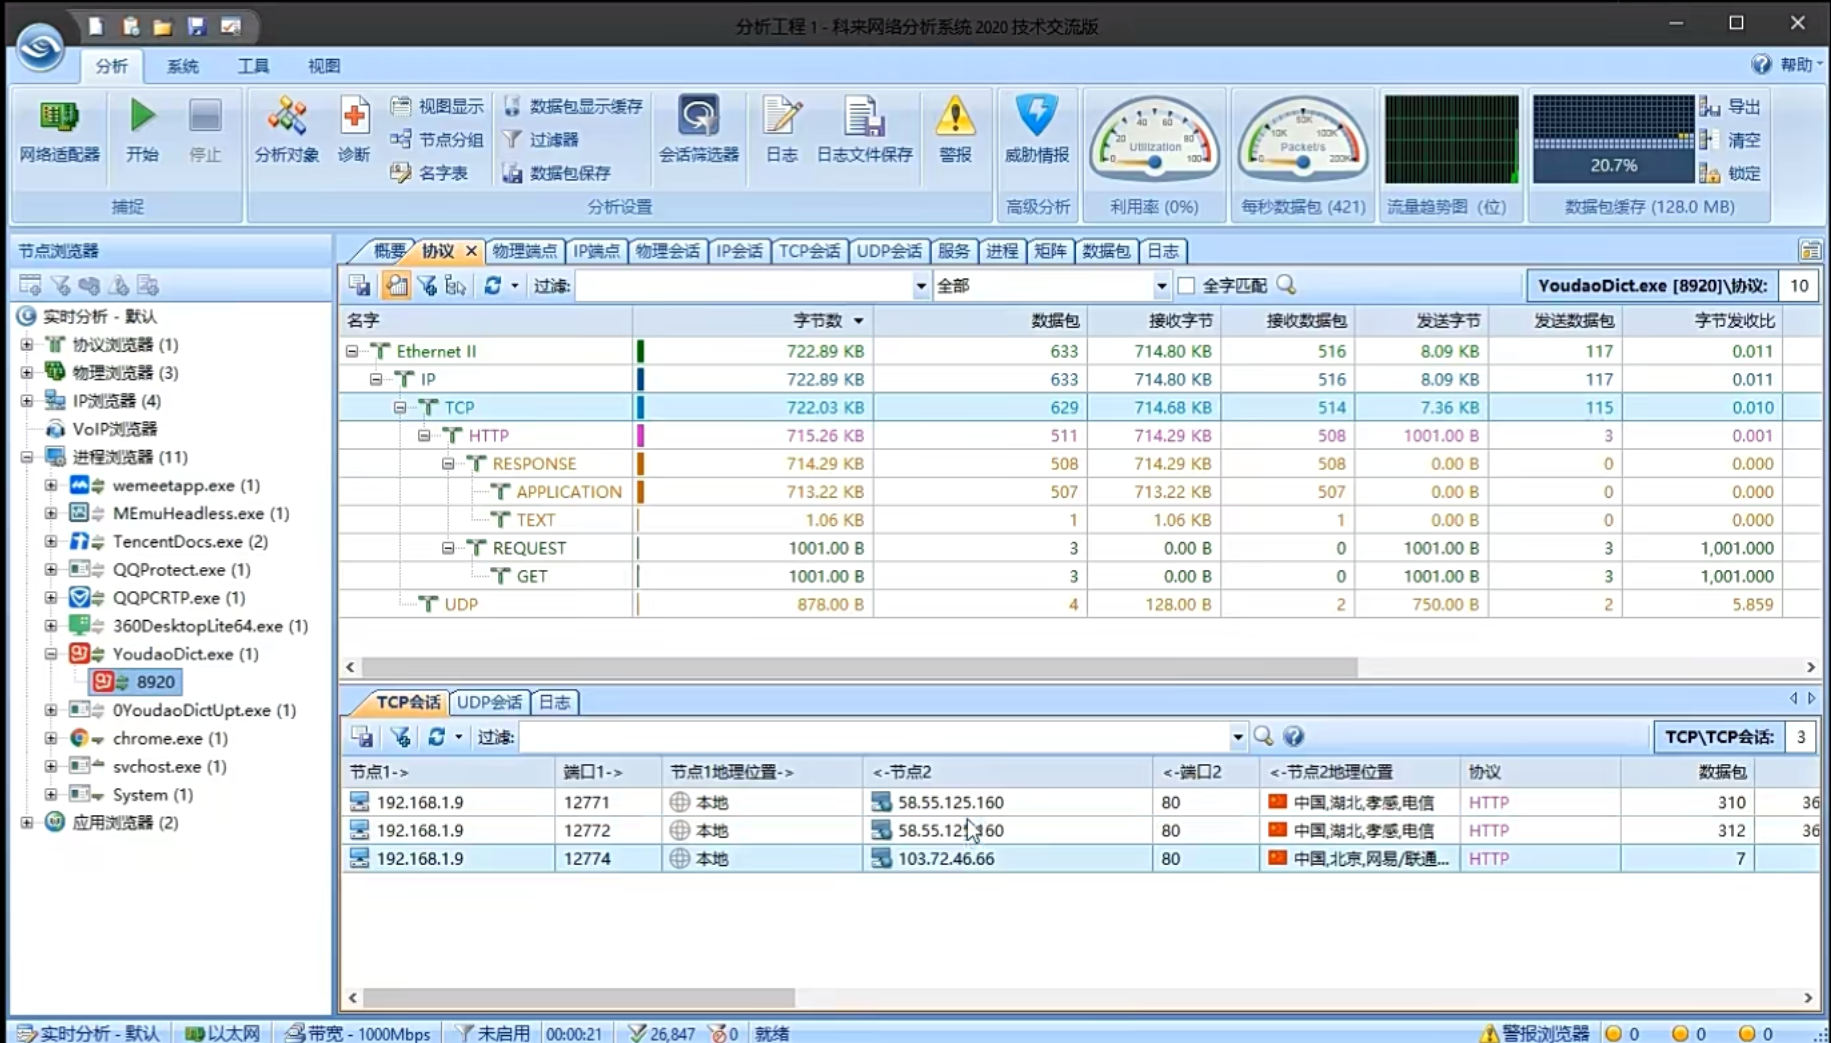 分析工程 1 - 科来网络分析系统 2020 技术交流版
分析 系统 工具 视图 帮助
网络适配器 开始 停止 分析对象 诊断 视图显示 节点分组 名字表 数据包显示缓存 过滤器 数据包保存 会话筛选器 日志 日志文件保存 警报 威胁情报 导出 清空 锁定
0 20 40 60 80 100 Utilization
0 10K 50K 100K 200K Packet/s
20.7%
捕捉 分析设置 高级分析 利用率 (0%) 每秒数据包 (421) 流量趋势图（位） 数据包缓存 (128.0 MB)
节点浏览器
实时分析 - 默认
协议浏览器 (1)
物理浏览器 (3)
IP浏览器 (4)
VoIP浏览器
进程浏览器 (11)
wemeetapp.exe (1)
MEmuHeadless.exe (1)
TencentDocs.exe (2)
QQProtect.exe (1)
QQPCRTP.exe (1)
360DesktopLite64.exe (1)
YoudaoDict.exe (1)
8920
0YoudaoDictUpt.exe (1)
chrome.exe (1)
svchost.exe (1)
System (1)
应用浏览器 (2)
概要 协议 物理端点 IP端点 物理会话 IP会话 TCP会话 UDP会话 服务 进程 矩阵 数据包 日志
过滤: 全部 全字匹配 YoudaoDict.exe [8920]\协议: 10
名字 字节数 数据包 接收字节 接收数据包 发送字节 发送数据包 字节发收比
Ethernet II 722.89 KB 633 714.80 KB 516 8.09 KB 117 0.011
IP 722.89 KB 633 714.80 KB 516 8.09 KB 117 0.011
TCP 722.03 KB 629 714.68 KB 514 7.36 KB 115 0.010
HTTP 715.26 KB 511 714.29 KB 508 1001.00 B 3 0.001
RESPONSE 714.29 KB 508 714.29 KB 508 0.00 B 0 0.000
APPLICATION 713.22 KB 507 713.22 KB 507 0.00 B 0 0.000
TEXT 1.06 KB 1 1.06 KB 1 0.00 B 0 0.000
REQUEST 1001.00 B 3 0.00 B 0 1001.00 B 3 1,001.000
GET 1001.00 B 3 0.00 B 0 1001.00 B 3 1,001.000
UDP 878.00 B 4 128.00 B 2 750.00 B 2 5.859
TCP会话 UDP会话 日志
过滤: TCP\TCP会话: 3
节点1-> 端口1-> 节点1地理位置-> <-节点2 <-端口2 <-节点2地理位置 协议 数据包
192.168.1.9 12771 本地 58.55.125.160 80 中国,湖北,孝感,电信 HTTP 310 36
192.168.1.9 12772 本地 58.55.125.160 80 中国,湖北,孝感,电信 HTTP 312 36
192.168.1.9 12774 本地 103.72.46.66 80 中国,北京,网易/联通... HTTP 7
实时分析 - 默认 以太网 带宽 - 1000Mbps 未启用 00:00:21 26,847 0 就绪 警报浏览器 0 0 0